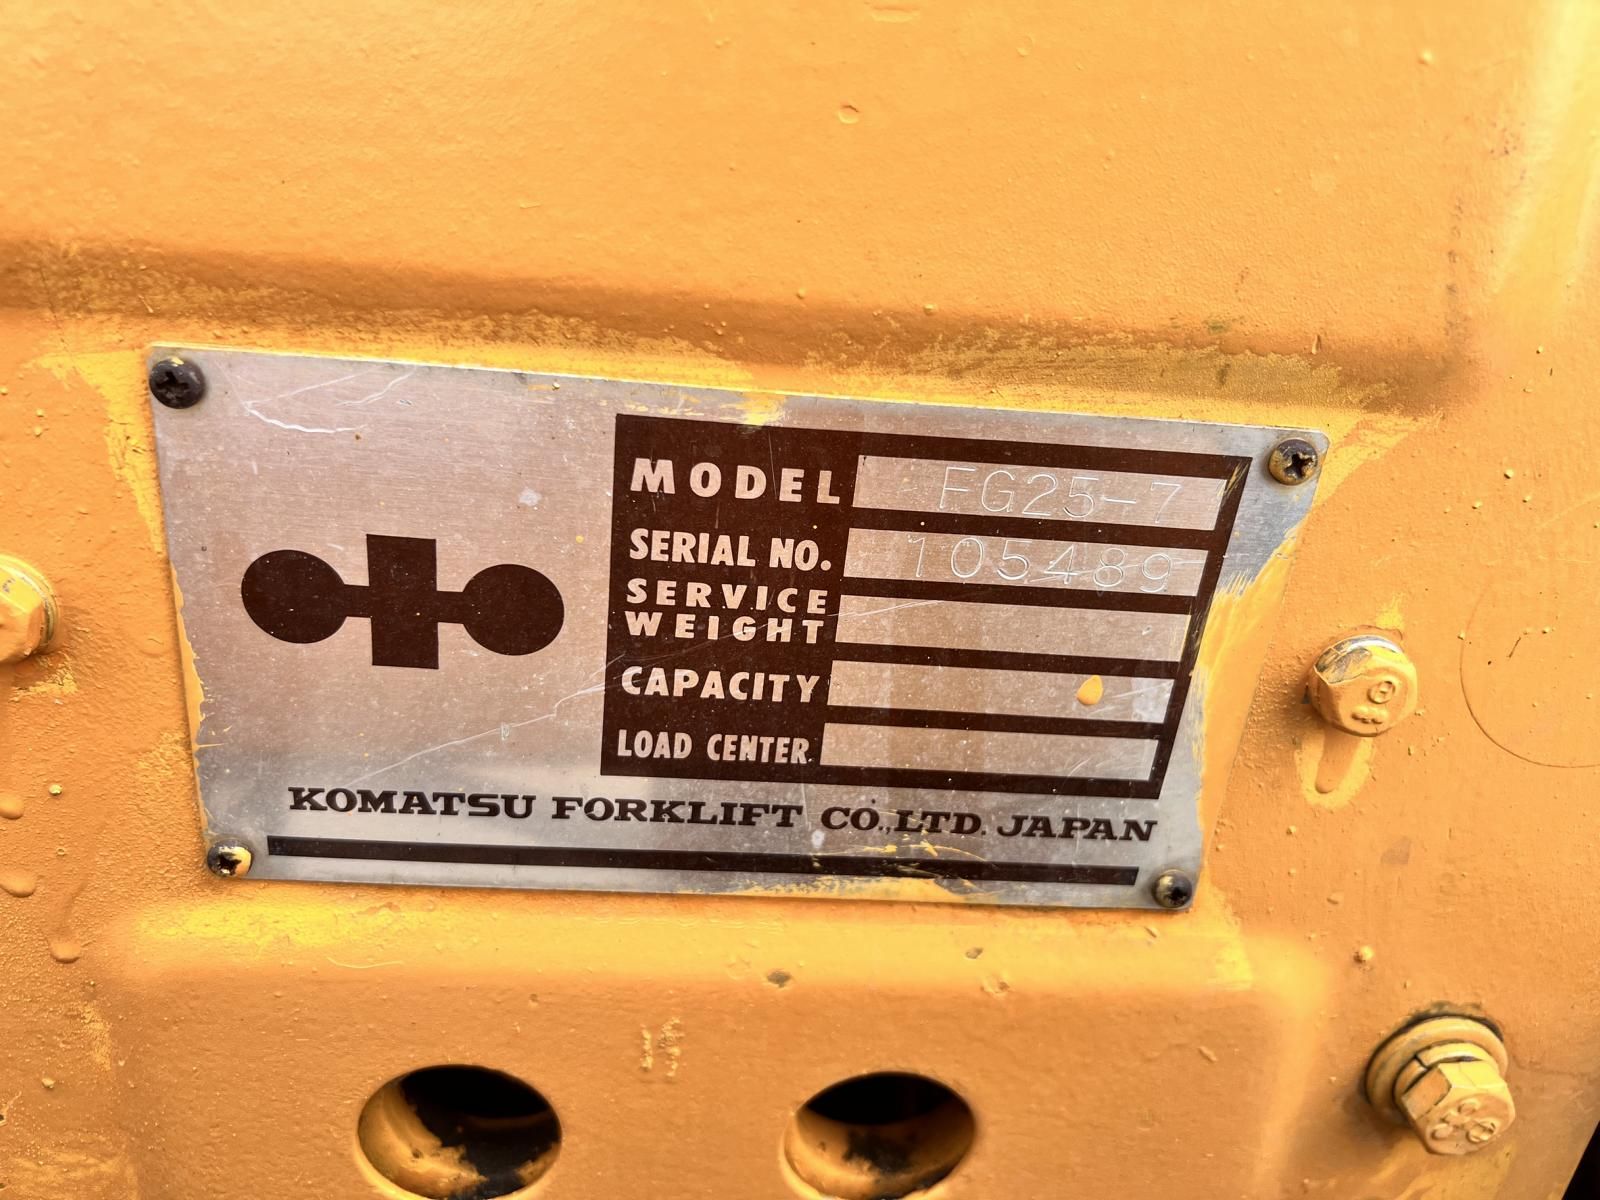 MODEL FG25-7
SERIAL NO. 105489
SERVICE
WEIGHT
CAPACITY
LOAD CENTER
KOMATSU FORKLIFT CO.,LTD. JAPAN